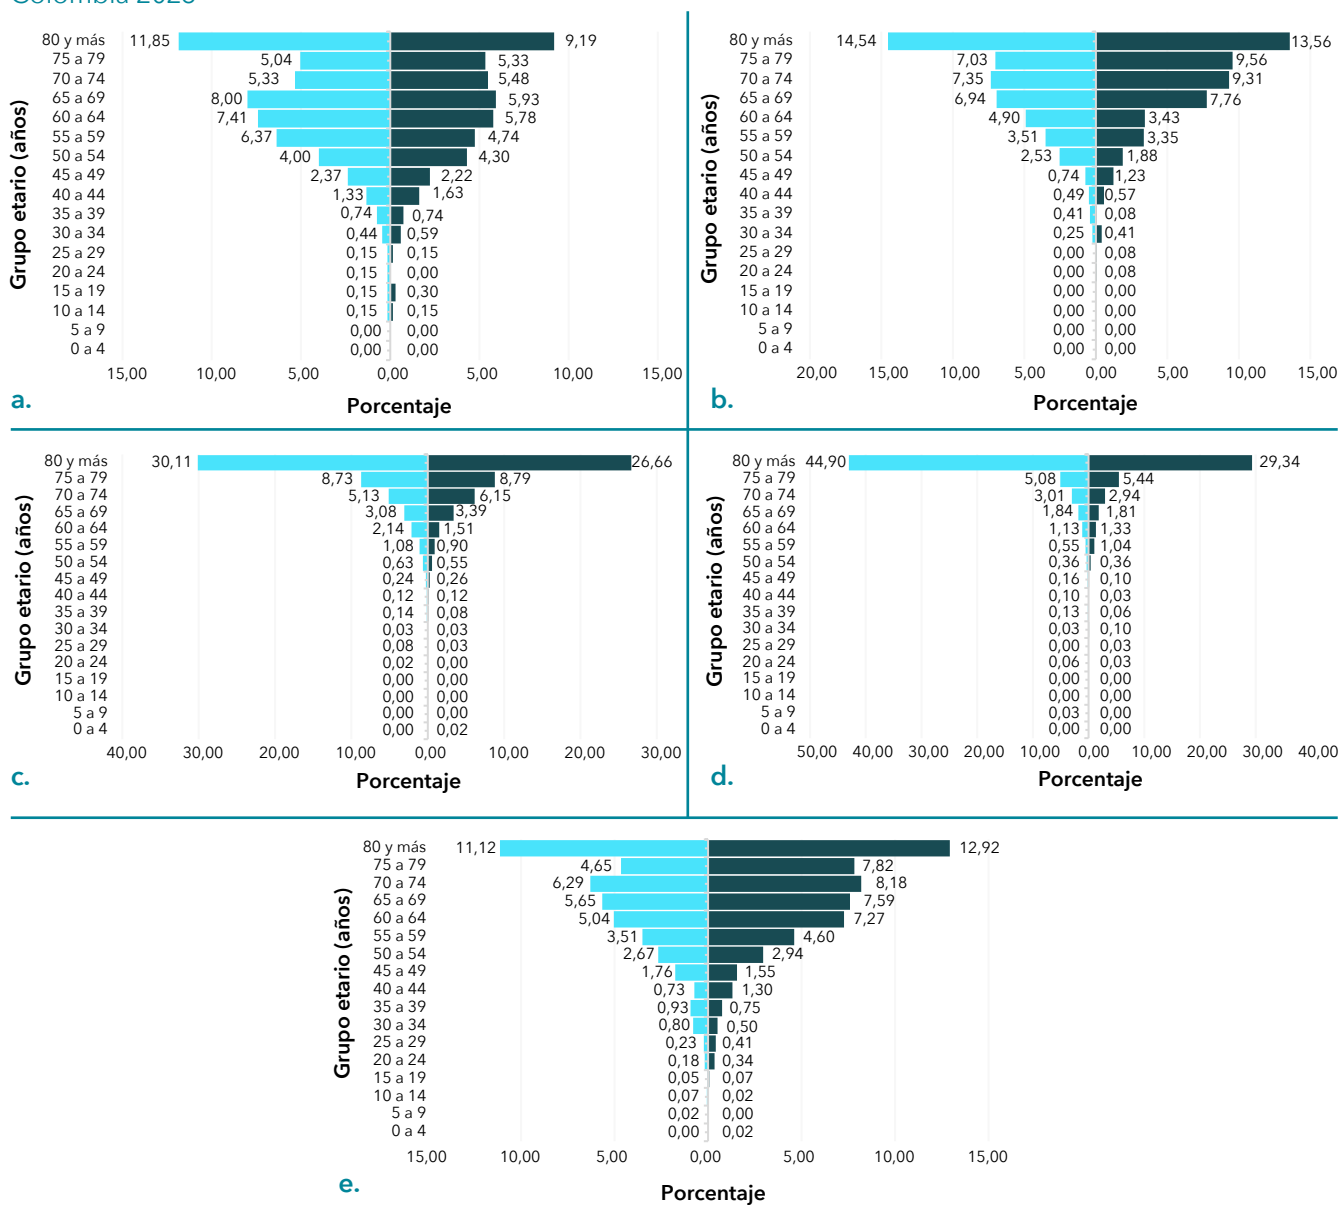 Colombia 2023
80 y más 11,85 9,19
75 a 79 5,04 5,33
70 a 74 5,33 5,48
65 a 69 8,00 5,93
60 a 64 7,41 5,78
55 a 59 6,37 4,74
50 a 54 4,00 4,30
45 a 49 2,37 2,22
40 a 44 1,33 1,63
35 a 39 0,74 0,74
30 a 34 0,44 0,59
25 a 29 0,15 0,15
20 a 24 0,15 0,00
15 a 19 0,15 0,30
10 a 14 0,15 0,15
5 a 9 0,00 0,00
0 a 4 0,00 0,00
Grupo etario (años)
15,00 10,00 5,00 0,00 5,00 10,00 15,00
a.
Porcentaje
80 y más 14,54 13,56
75 a 79 7,03 9,56
70 a 74 7,35 9,31
65 a 69 6,94 7,76
60 a 64 4,90 3,43
55 a 59 3,51 3,35
50 a 54 2,53 1,88
45 a 49 0,74 1,23
40 a 44 0,49 0,57
35 a 39 0,41 0,08
30 a 34 0,25 0,41
25 a 29 0,00 0,08
20 a 24 0,00 0,08
15 a 19 0,00 0,00
10 a 14 0,00 0,00
5 a 9 0,00 0,00
0 a 4 0,00 0,00
Grupo etario (años)
20,00 15,00 10,00 5,00 0,00 5,00 10,00 15,00
b.
Porcentaje
80 y más 30,11 26,66
75 a 79 8,73 8,79
70 a 74 5,13 6,15
65 a 69 3,08 3,39
60 a 64 2,14 1,51
55 a 59 1,08 0,90
50 a 54 0,63 0,55
45 a 49 0,24 0,26
40 a 44 0,12 0,12
35 a 39 0,14 0,08
30 a 34 0,03 0,03
25 a 29 0,08 0,03
20 a 24 0,02 0,00
15 a 19 0,00 0,00
10 a 14 0,00 0,00
5 a 9 0,00 0,00
0 a 4 0,00 0,02
Grupo etario (años)
40,00 30,00 20,00 10,00 0,00 10,00 20,00 30,00
c.
Porcentaje
80 y más 44,90 29,34
75 a 79 5,08 5,44
70 a 74 3,01 2,94
65 a 69 1,84 1,81
60 a 64 1,13 1,33
55 a 59 0,55 1,04
50 a 54 0,36 0,36
45 a 49 0,16 0,10
40 a 44 0,10 0,03
35 a 39 0,13 0,06
30 a 34 0,03 0,10
25 a 29 0,00 0,03
20 a 24 0,06 0,03
15 a 19 0,00 0,00
10 a 14 0,00 0,00
5 a 9 0,03 0,00
0 a 4 0,00 0,00
Grupo etario (años)
50,00 40,00 30,00 20,00 10,00 0,00 10,00 20,00 30,00 40,00
d.
Porcentaje
80 y más 11,12 12,92
75 a 79 4,65 7,82
70 a 74 6,29 8,18
65 a 69 5,65 7,59
60 a 64 5,04 7,27
55 a 59 3,51 4,60
50 a 54 2,67 2,94
45 a 49 1,76 1,55
40 a 44 0,73 1,30
35 a 39 0,93 0,75
30 a 34 0,80 0,50
25 a 29 0,23 0,41
20 a 24 0,18 0,34
15 a 19 0,05 0,07
10 a 14 0,07 0,02
5 a 9 0,02 0,00
0 a 4 0,00 0,02
Grupo etario (años)
15,00 10,00 5,00 0,00 5,00 10,00 15,00
e.
Porcentaje